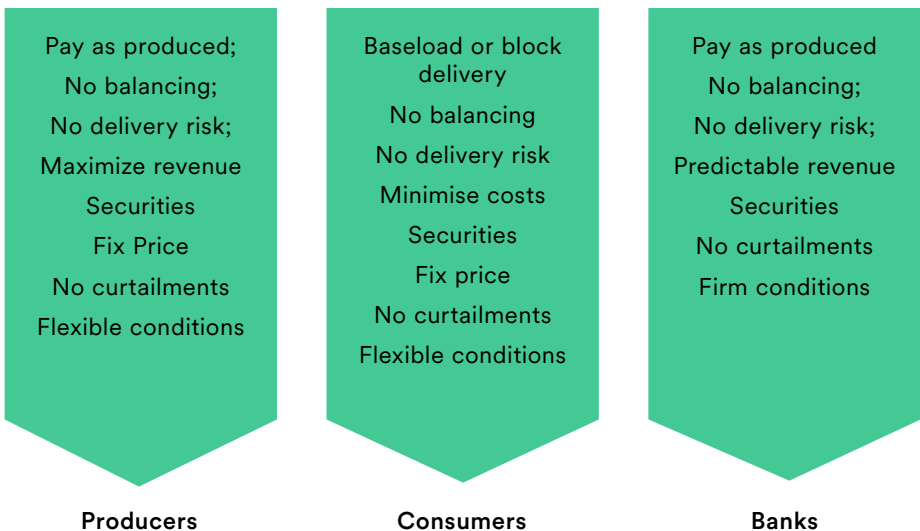 Pay as produced;
No balancing;
No delivery risk;
Maximize revenue
Securities
Fix Price
No curtailments
Flexible conditions
Producers
Baseload or block
delivery
No balancing
No delivery risk
Minimise costs
Securities
Fix price
No curtailments
Flexible conditions
Consumers
Pay as produced
No balancing;
No delivery risk;
Predictable revenue
Securities
No curtailments
Firm conditions
Banks